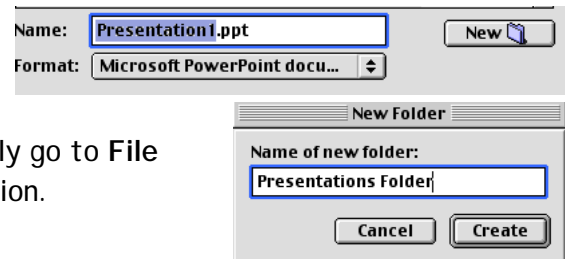 Name: Presentation1.ppt New
Format: Microsoft PowerPoint docu...
New Folder
ly go to File
Name of new folder:
ion.
Presentations Folder
Cancel Create